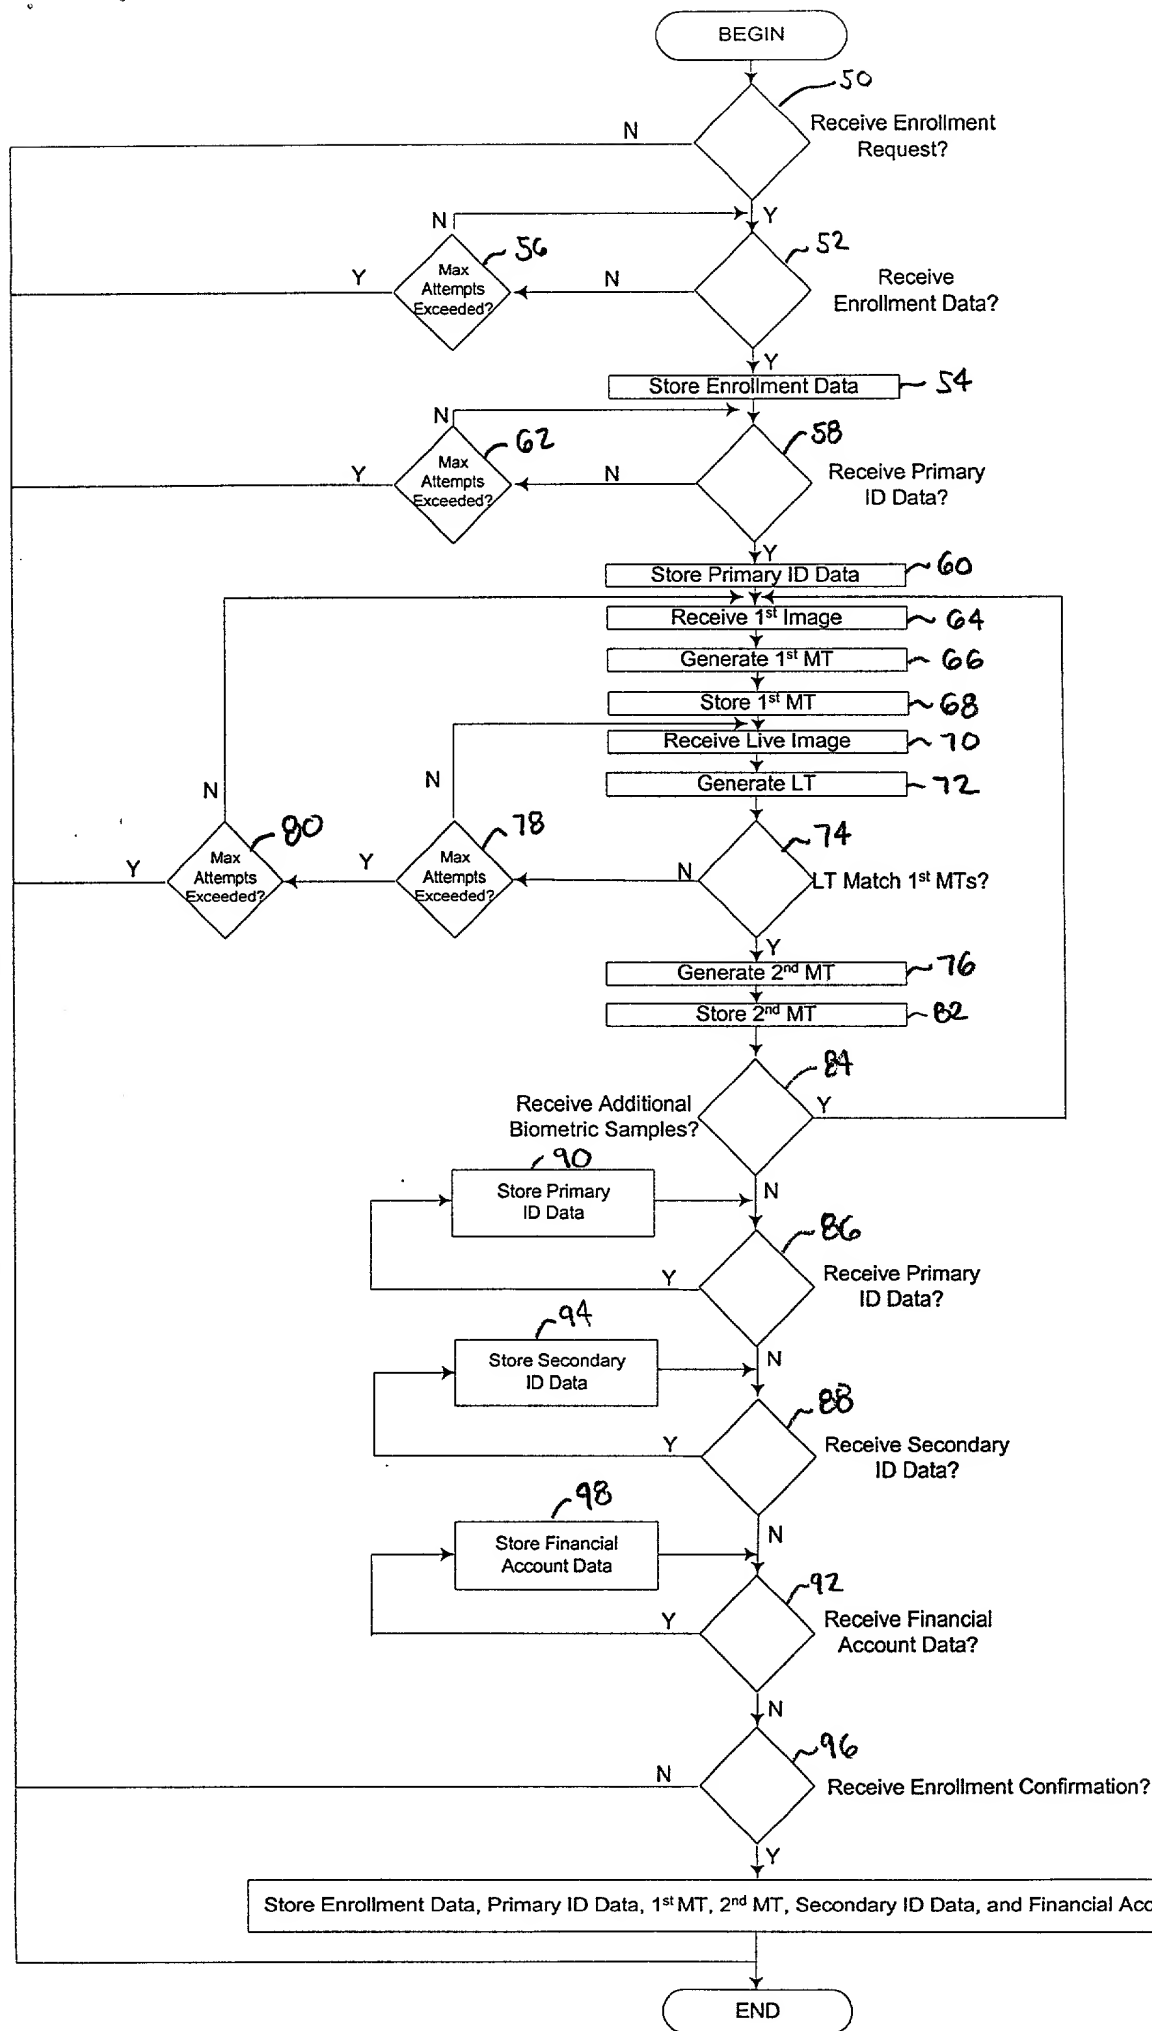 BEGIN
50
Receive Enrollment
Request?
N
Y
N
56
Max
Attempts
Exceeded?
Y
N
52
Receive
Enrollment Data?
Y
Store Enrollment Data
54
N
62
Max
Attempts
Exceeded?
Y
N
58
Receive Primary
ID Data?
Y
Store Primary ID Data
60
Receive 1st Image
64
Generate 1st MT
66
Store 1st MT
68
Receive Live Image
70
Generate LT
72
N
N
80
Max
Attempts
Exceeded?
Y
78
Max
Attempts
Exceeded?
Y
N
74
LT Match 1st MTs?
Y
Generate 2nd MT
76
Store 2nd MT
82
84
Receive Additional
Biometric Samples?
Y
N
90
Store Primary
ID Data
86
Receive Primary
ID Data?
Y
N
94
Store Secondary
ID Data
88
Receive Secondary
ID Data?
Y
N
98
Store Financial
Account Data
92
Receive Financial
Account Data?
Y
N
96
Receive Enrollment Confirmation?
N
Y
Store Enrollment Data, Primary ID Data, 1st MT, 2nd MT, Secondary ID Data, and Financial Acc
END